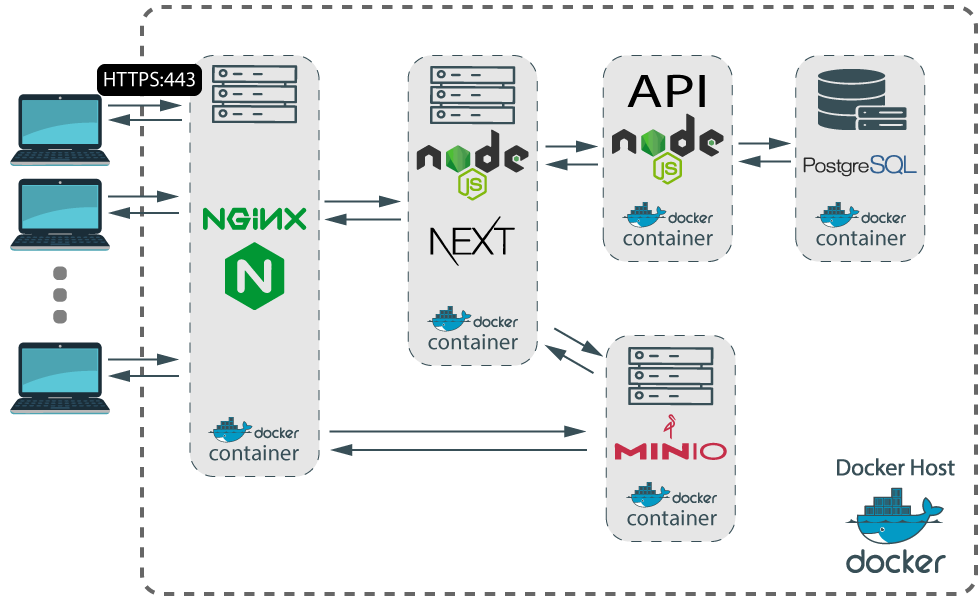 HTTPS:443
NGINX
N
docker
container
node
JS
NEXT
docker
container
API
node
JS
docker
container
PostgreSQL
docker
container
MINIO
docker
container
Docker Host
docker